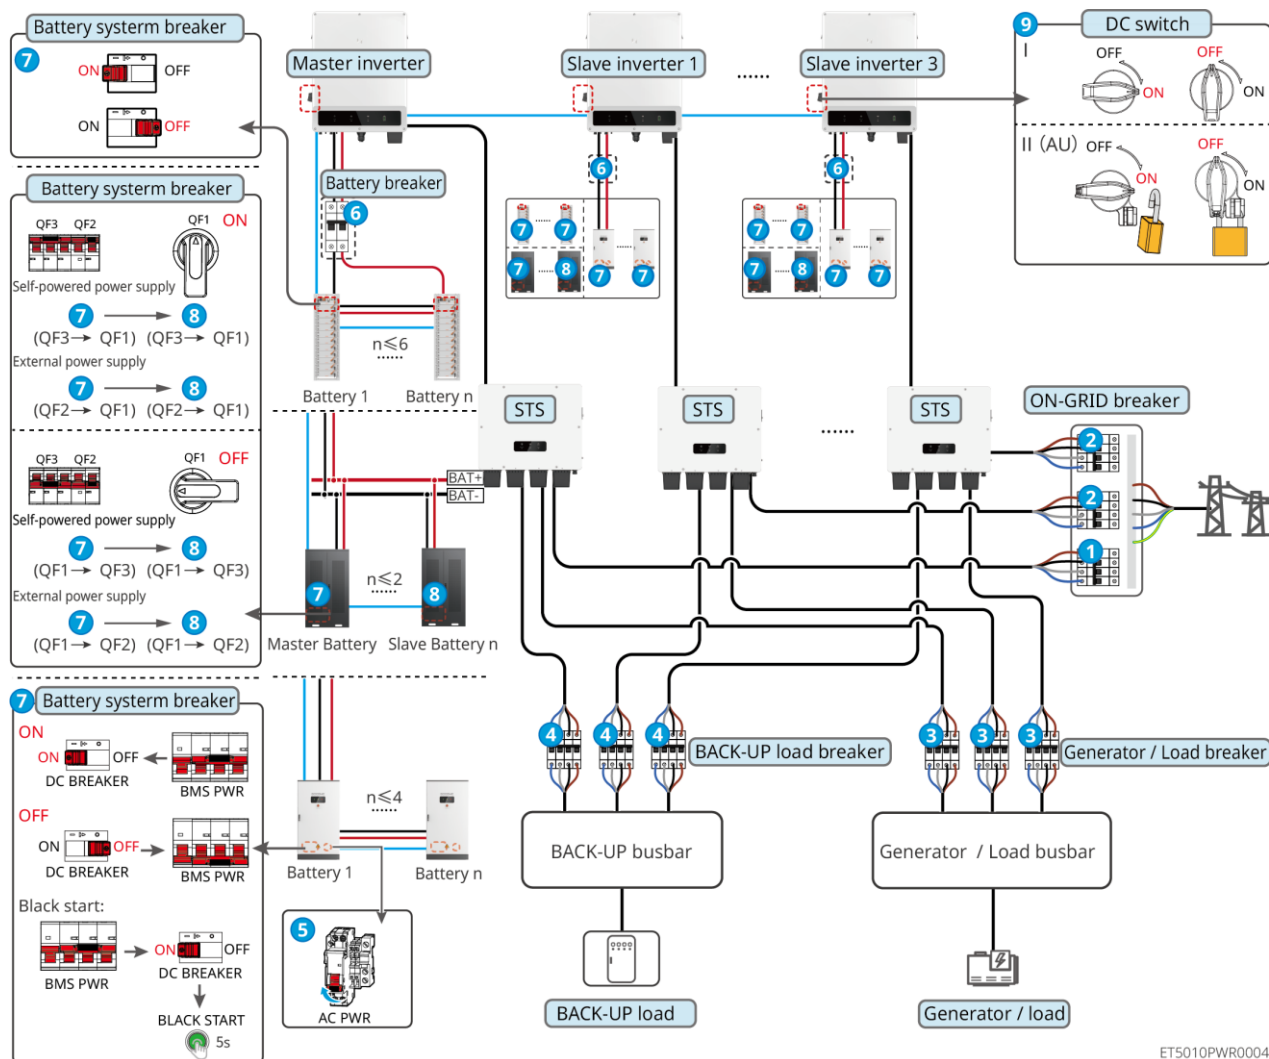 Battery systerm breaker
7
ON
OFF
ON
OFF
Battery systerm breaker
QF3 QF2
QF1
ON
Self-powered power supply
7 8
(QF3→ QF1) (QF3→ QF1)
External power supply
7 8
(QF2→ QF1) (QF2→ QF1)
QF3 QF2
QF1
OFF
Self-powered power supply
7 8
(QF1→ QF3) (QF1→ QF3)
External power supply
7 8
(QF1→ QF2) (QF1→ QF2)
7
Battery systerm breaker
ON
ON
OFF
DC BREAKER
BMS PWR
OFF
ON
OFF
DC BREAKER
BMS PWR
Black start:
BMS PWR
ON
OFF
DC BREAKER
BLACK START
5s
Master inverter
Slave inverter 1
......
Slave inverter 3
Battery breaker
6
6
6
7 ...... 7
7 ...... 8
7 ...... 7
7 ...... 7
7 ...... 8
7 ...... 7
n≤6
......
Battery 1
Battery n
BAT+
BAT-
n≤2
......
7
8
Master Battery
Slave Battery n
n≤4
......
Battery 1
Battery n
5
AC PWR
9
DC switch
I
OFF
ON
OFF
ON
II (AU)
OFF
ON
OFF
ON
STS
STS
......
STS
ON-GRID breaker
2
2
1
4
4
4
BACK-UP load breaker
3
3
3
Generator / Load breaker
BACK-UP busbar
Generator / Load busbar
BACK-UP load
Generator / load
ET5010PWR0004